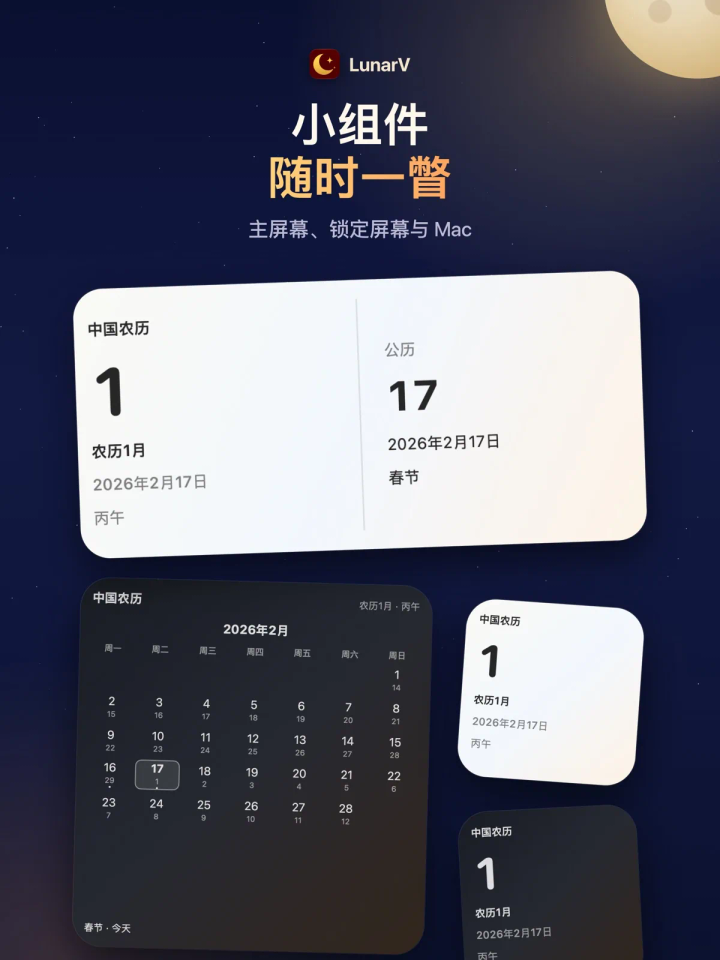 LunarV
小组件
随时一瞥
主屏幕、锁定屏幕与 Mac
中国农历
1
农历1月
2026年2月17日
丙午
公历
17
2026年2月17日
春节
中国农历
农历1月 · 丙午
2026年2月
周一 周二 周三 周四 周五 周六 周日
1
14
2 3 4 5 6 7 8
15 16 17 18 19 20 21
9 10 11 12 13 14 15
22 23 24 25 26 27 28
16 17 18 19 20 21 22
29 1 2 3 4 5 6
23 24 25 26 27 28
7 8 9 10 11 12
春节 · 今天
中国农历
1
农历1月
2026年2月17日
丙午
中国农历
1
农历1月
2026年2月17日
丙午